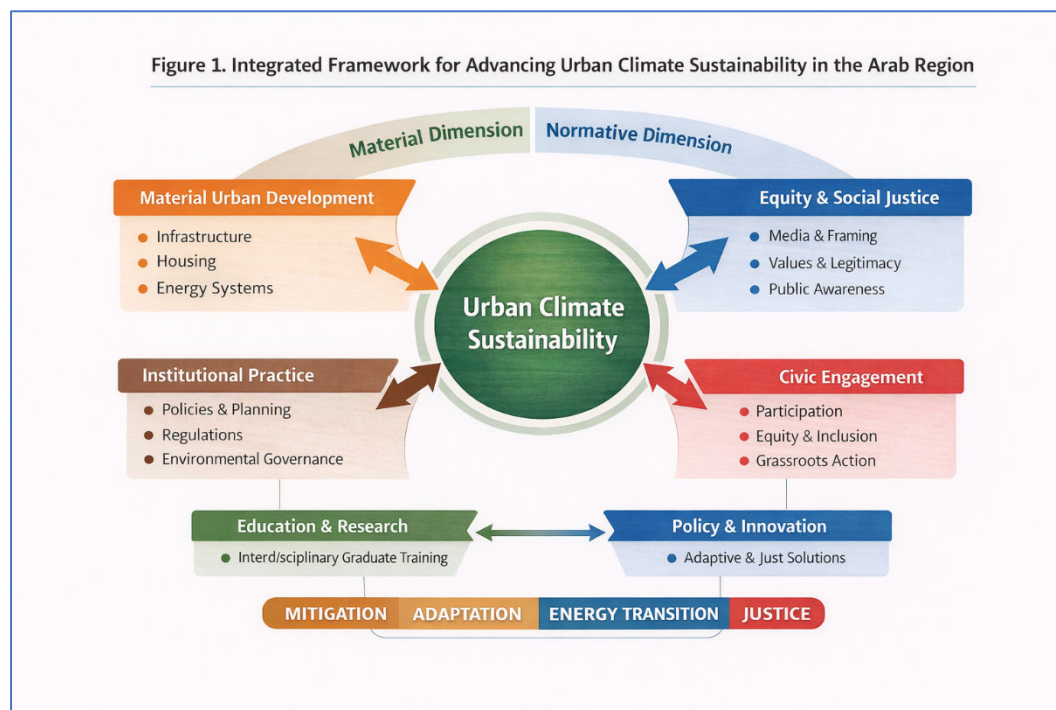 Figure 1. Integrated Framework for Advancing Urban Climate Sustainability in the Arab Region
Material Dimension
Normative Dimension
Material Urban Development
Infrastructure
Housing
Energy Systems
Equity & Social Justice
Media & Framing
Values & Legitimacy
Public Awareness
Urban Climate
Sustainability
Institutional Practice
Policies & Planning
Regulations
Environmental Governance
Civic Engagement
Participation
Equity & Inclusion
Grassroots Action
Education & Research
Interd/sciplinary Graduate Training
Policy & Innovation
Adaptive & Just Solutions
MITIGATION ADAPTATION ENERGY TRANSITION JUSTICE